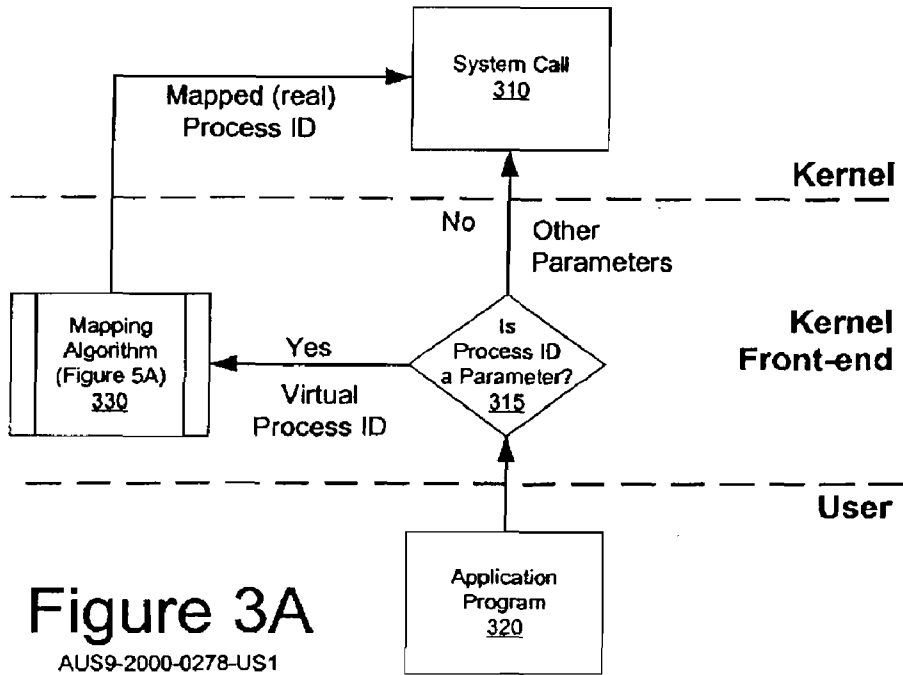 System Call
310
Mapped (real)
Process ID
Kernel
No
Other
Parameters
Mapping
Algorithm
(Figure 5A)
330
Yes
Virtual
Process ID
Is
Process ID
a Parameter?
315
Kernel
Front-end
User
Application
Program
320
Figure 3A
AUS9-2000-0278-US1